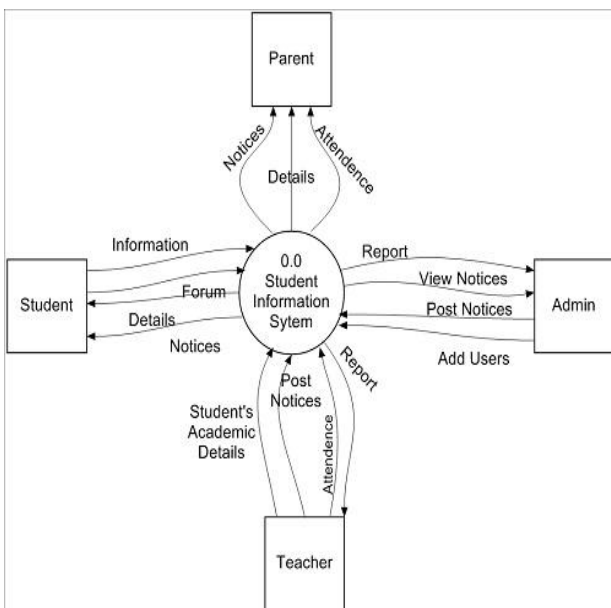 Parent
Notices
Details
Attendence
Information
Forum
Details
Notices
Student
0.0
Student
Information
Sytem
Report
View Notices
Post Notices
Add Users
Admin
Student's
Academic
Details
Post
Notices
Attendence
Report
Teacher